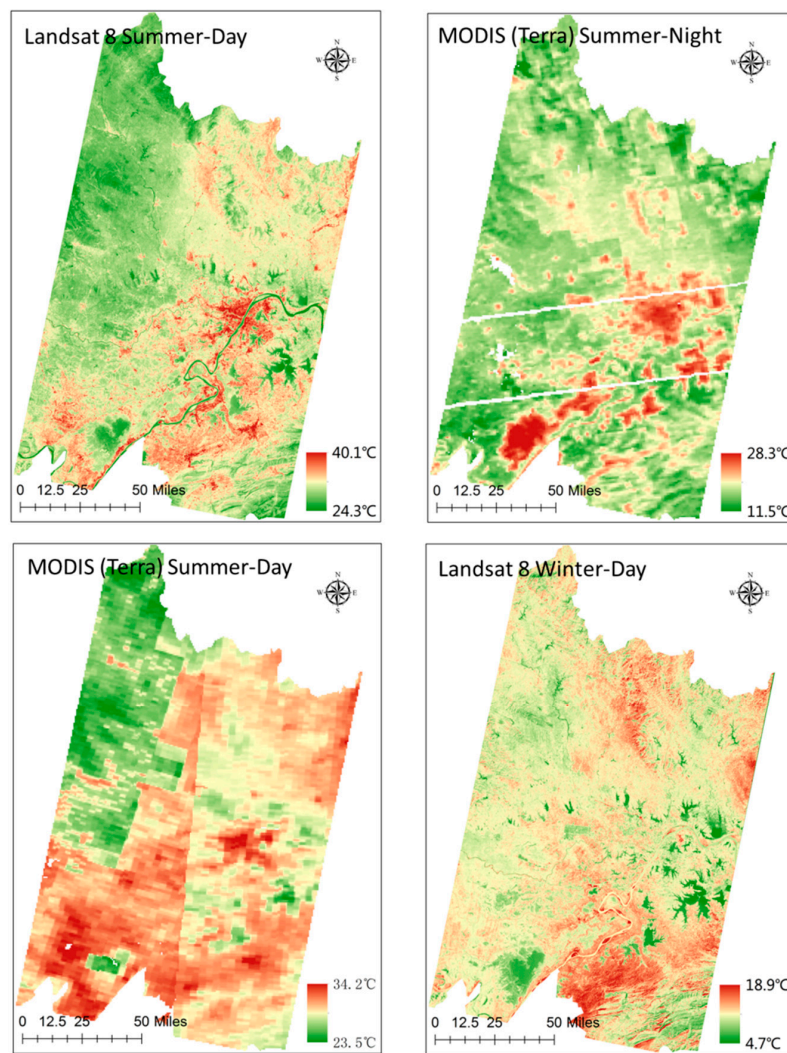 Landsat 8 Summer-Day
N
W E
S
40.1℃
24.3℃
0 12.5 25 50 Miles
MODIS (Terra) Summer-Night
N
W E
S
28.3℃
11.5℃
0 12.5 25 50 Miles
MODIS (Terra) Summer-Day
N
W E
S
34.2℃
23.5℃
0 12.5 25 50 Miles
Landsat 8 Winter-Day
N
W E
S
18.9℃
4.7℃
0 12.5 25 50 Miles